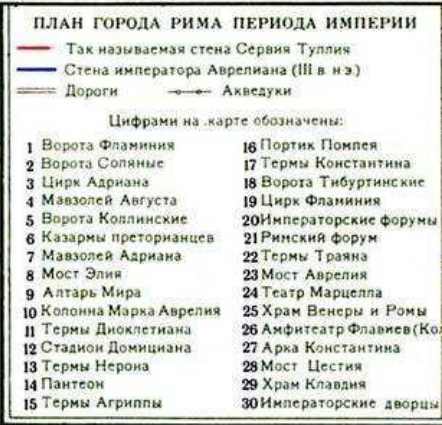 ПЛАН ГОРОДА РИМА ПЕРИОДА ИМПЕРИИ
Так называемая стена Сервия Туллия
Стена императора Аврелиана (III в н э.)
Дороги Акведуки
Цифрами на карте обозначены:
1 Ворота Фламиния
2 Ворота Соляные
3 Цирк Адриана
4 Мавзолей Августа
5 Ворота Коллинские
6 Казармы преторианцев
7 Мавзолей Адриана
8 Мост Элия
9 Алтарь Мира
10 Колонна Марка Аврелия
11 Термы Диоклетиана
12 Стадион Домициана
13 Термы Нерона
14 Пантеон
15 Термы Агриппы
16 Портик Помпея
17 Термы Константина
18 Ворота Тибуртинские
19 Цирк Фламиния
20 Императорские форумы
21 Римский форум
22 Термы Траяна
23 Мост Аврелия
24 Театр Марцелла
25 Храм Венеры и Ромы
26 Амфитеатр Флавиев (Ко
27 Арка Константина
28 Мост Цестия
29 Храм Клавдия
30 Императорские дворцы